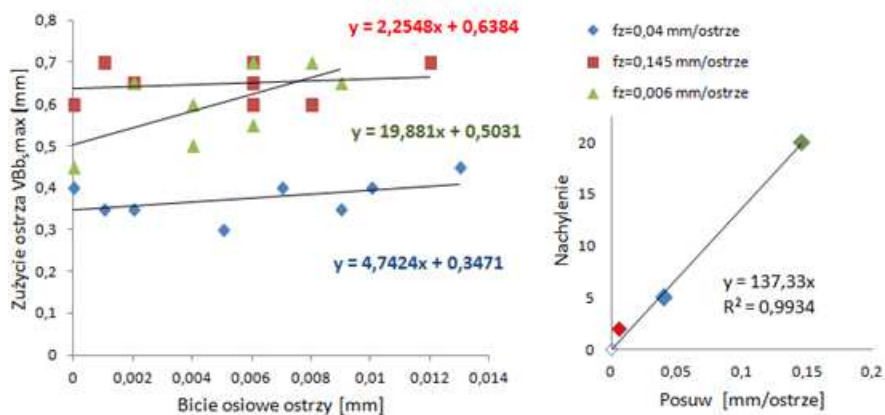 0,8
0,7
0,6
0,5
0,4
0,3
0,2
0,1
0
Zużycie ostrza VBb,max [mm]
y = 2,2548x + 0,6384
y = 19,881x + 0,5031
y = 4,7424x + 0,3471
0 0,002 0,004 0,006 0,008 0,01 0,012 0,014
Bicie osiowe ostrzy [mm]
fz=0,04 mm/ostrze
fz=0,145 mm/ostrze
fz=0,006 mm/ostrze
20
15
10
5
0
Nachylenie
y = 137,33x
R² = 0,9934
0 0,05 0,1 0,15 0,2
Posuw [mm/ostrze]